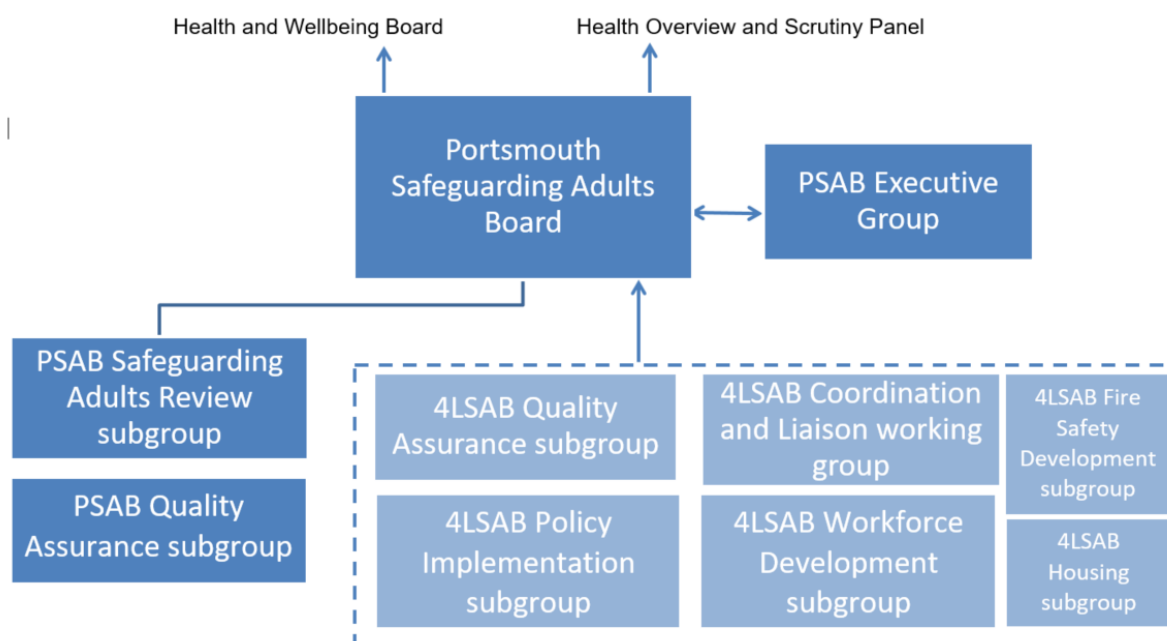 Health and Wellbeing Board
Health Overview and Scrutiny Panel
Portsmouth
Safeguarding Adults
Board
PSAB Executive
Group
PSAB Safeguarding
Adults Review
subgroup
PSAB Quality
Assurance subgroup
4LSAB Quality
Assurance subgroup
4LSAB Coordination
and Liaison working
group
4LSAB Fire
Safety
Development
subgroup
4LSAB Policy
Implementation
subgroup
4LSAB Workforce
Development
subgroup
4LSAB
Housing
subgroup